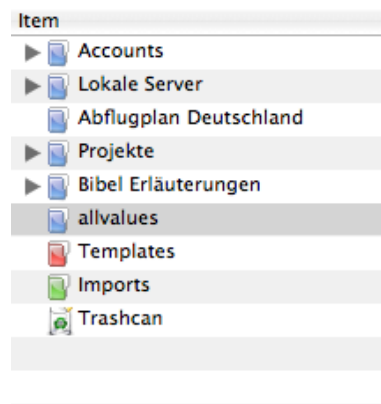 Item
Accounts
Lokale Server
Abflugplan Deutschland
Projekte
Bibel Erläuterungen
allvalues
Templates
Imports
Trashcan